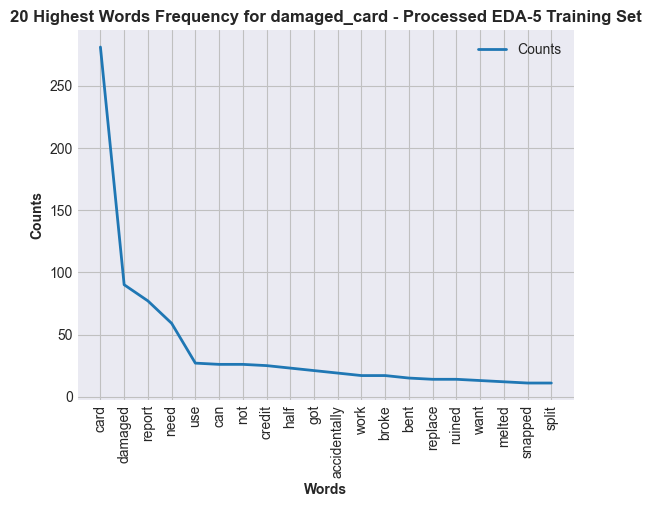 20 Highest Words Frequency for damaged_card - Processed EDA-5 Training Set
Counts
250
200
150
100
50
0
Counts
card
damaged
report
need
use
can
not
credit
half
got
accidentally
work
broke
bent
replace
ruined
want
melted
snapped
split
Words